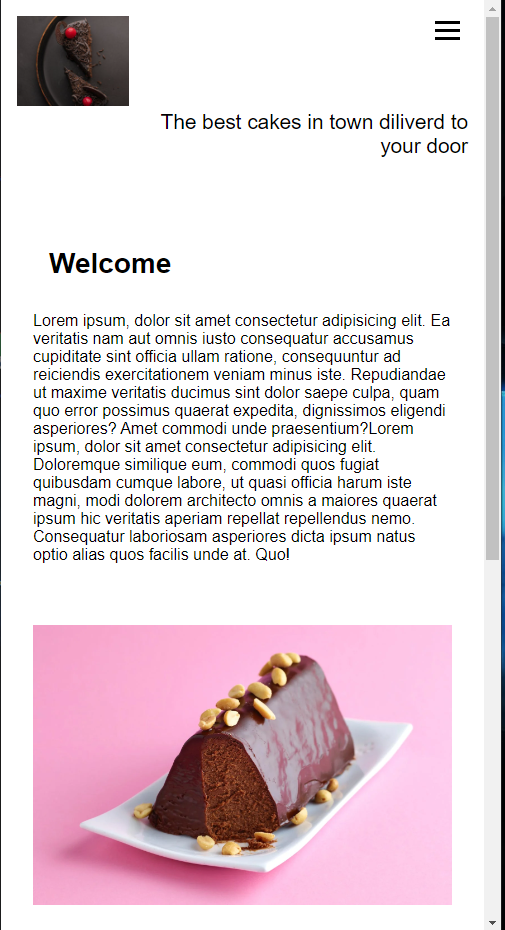 The best cakes in town diliverd to
your door
Welcome
Lorem ipsum, dolor sit amet consectetur adipisicing elit. Ea
veritatis nam aut omnis iusto consequatur accusamus
cupiditate sint officia ullam ratione, consequuntur ad
reiciendis exercitationem veniam minus iste. Repudiandae
ut maxime veritatis ducimus sint dolor saepe culpa, quam
quo error possimus quaerat expedita, dignissimos eligendi
asperiores? Amet commodi unde praesentium?Lorem
ipsum, dolor sit amet consectetur adipisicing elit.
Doloremque similique eum, commodi quos fugiat
quibusdam cumque labore, ut quasi officia harum iste
magni, modi dolorem architecto omnis a maiores quaerat
ipsum hic veritatis aperiam repellat repellendus nemo.
Consequatur laboriosam asperiores dicta ipsum natus
optio alias quos facilis unde at. Quo!